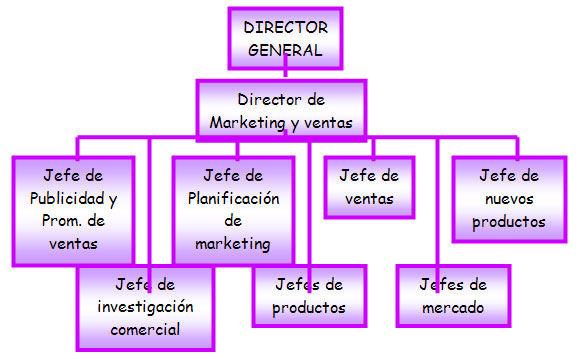 DIRECTOR
GENERAL
Director de
Marketing y ventas
Jefe de
Publicidad y
Prom. de
ventas
Jefe de
Planificación
de
marketing
Jefe de
ventas
Jefe de
nuevos
productos
Jefe de
investigación
comercial
Jefes de
productos
Jefes de
mercado